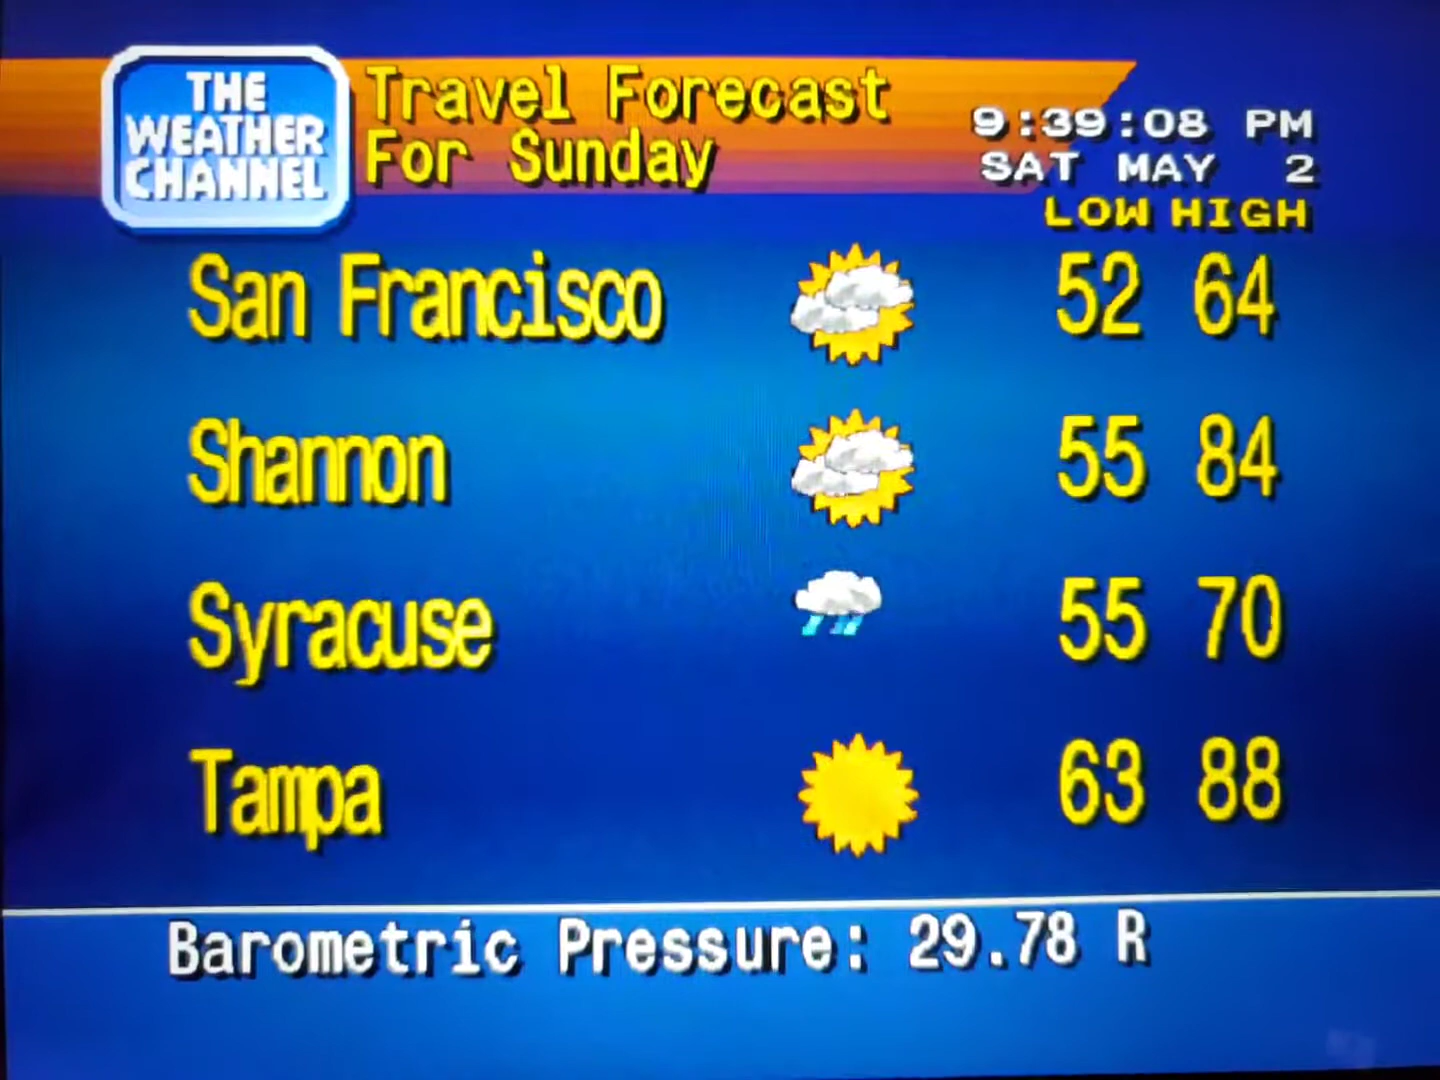 THE
WEATHER
CHANNEL
Travel Forecast
For Sunday
9:39:08 PM
SAT MAY 2
LOW HIGH
San Francisco 52 64
Shannon 55 84
Syracuse 55 70
Tampa 63 88
Barometric Pressure: 29.78 R